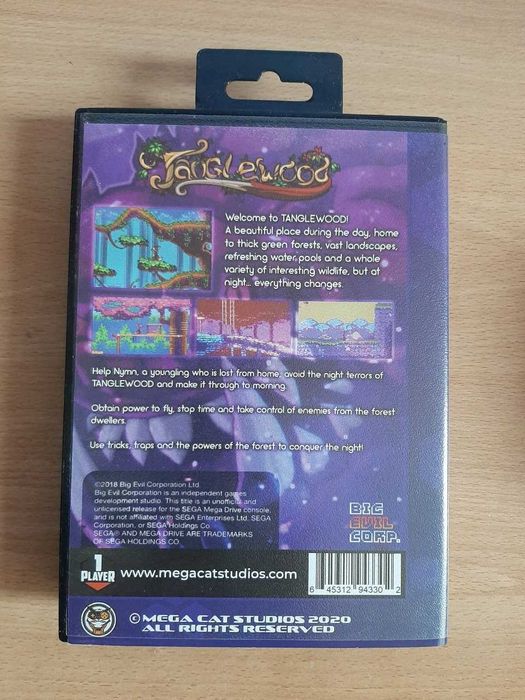 TANGLEWOOD
Welcome to TANGLEWOOD!
A beautiful place during the day, home
to thick green forests, vast landscapes,
refreshing water pools and a whole
variety of interesting wildlife, but at
night... everything changes.
Help Nymn, a youngling who is lost from home, avoid the night terrors of
TANGLEWOOD and make it through to morning.
Obtain power to fly, stop time and take control of enemies from the forest
dwellers.
Use tricks, traps and the powers of the forest to conquer the night!
©2018 Big Evil Corporation Ltd.
Big Evil Corporation is an independent games
development studio. This title is an unofficial and
unlicensed release for the SEGA Mega Drive console,
and is not affiliated with SEGA Enterprises Ltd, SEGA
Corporation, or SEGA Holdings Co.
SEGA® AND MEGA DRIVE ARE TRADEMARKS
OF SEGA HOLDINGS CO.
BIG
EVIL
CORP.
1
PLAYER
www.megacatstudios.com
6 45312 94330 2
© MEGA CAT STUDIOS 2020
ALL RIGHTS RESERVED